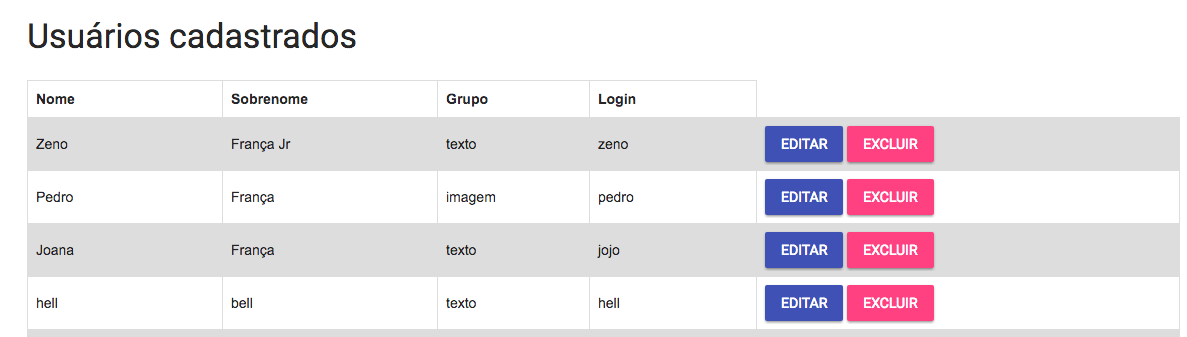 Usuários cadastrados
Nome Sobrenome Grupo Login
Zeno França Jr texto zeno EDITAR EXCLUIR
Pedro França imagem pedro EDITAR EXCLUIR
Joana França texto jojo EDITAR EXCLUIR
hell bell texto hell EDITAR EXCLUIR